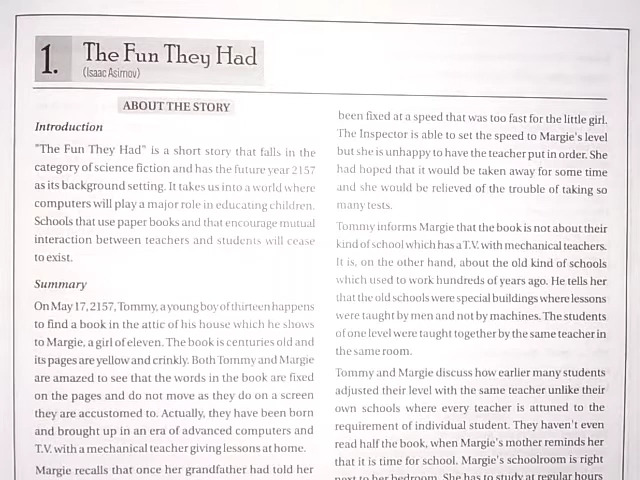 1.
The Fun They Had
(Isaac Asimov)
ABOUT THE STORY
Introduction
"The Fun They Had" is a short story that falls in the
category of science fiction and has the future year 2157
as its background setting. It takes us into a world where
computers will play a major role in educating children.
Schools that use paper books and that encourage mutual
interaction between teachers and students will cease
to exist.
Summary
On May 17, 2157, Tommy, a young boy of thirteen happens
to find a book in the attic of his house which he shows
to Margie, a girl of eleven. The book is centuries old and
its pages are yellow and crinkly. Both Tommy and Margie
are amazed to see that the words in the book are fixed
on the pages and do not move as they do on a screen
they are accustomed to. Actually, they have been born
and brought up in an era of advanced computers and
T.V. with a mechanical teacher giving lessons at home.
Margie recalls that once her grandfather had told her
been fixed at a speed that was too fast for the little girl.
The Inspector is able to set the speed to Margie's level
but she is unhappy to have the teacher put in order. She
had hoped that it would be taken away for some time
and she would be relieved of the trouble of taking so
many tests.
Tommy informs Margie that the book is not about their
kind of school which has a T.V. with mechanical teachers.
It is, on the other hand, about the old kind of schools
which used to work hundreds of years ago. He tells her
that the old schools were special buildings where lessons
were taught by men and not by machines. The students
of one level were taught together by the same teacher in
the same room.
Tommy and Margie discuss how earlier many students
adjusted their level with the same teacher unlike their
own schools where every teacher is attuned to the
requirement of individual student. They haven't even
read half the book, when Margie's mother reminds her
that it is time for school. Margie's schoolroom is right
next to her bedroom. She has to study at regular hours